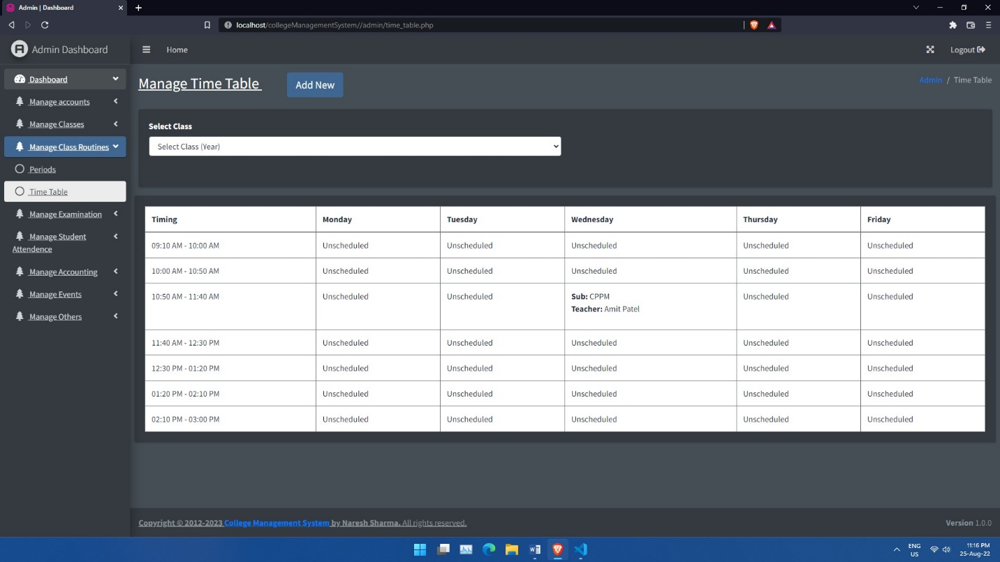 Admin | Dashboard
localhost/collegeManagementSystem//admin/time_table.php
Admin Dashboard
Home
Logout
Dashboard
Manage accounts
Manage Classes
Manage Class Routines
Periods
Time Table
Manage Examination
Manage Student
Attendence
Manage Accounting
Manage Events
Manage Others
Manage Time Table
Add New
Admin / Time Table
Select Class
Select Class (Year)
Timing Monday Tuesday Wednesday Thursday Friday
09:10 AM - 10:00 AM Unscheduled Unscheduled Unscheduled Unscheduled Unscheduled
10:00 AM - 10:50 AM Unscheduled Unscheduled Unscheduled Unscheduled Unscheduled
10:50 AM - 11:40 AM Unscheduled Unscheduled Sub: CPPM Unscheduled Unscheduled
Teacher: Amit Patel
11:40 AM - 12:30 PM Unscheduled Unscheduled Unscheduled Unscheduled Unscheduled
12:30 PM - 01:20 PM Unscheduled Unscheduled Unscheduled Unscheduled Unscheduled
01:20 PM - 02:10 PM Unscheduled Unscheduled Unscheduled Unscheduled Unscheduled
02:10 PM - 03:00 PM Unscheduled Unscheduled Unscheduled Unscheduled Unscheduled
Copyright © 2012-2023 College Management System by Naresh Sharma. All rights reserved.
Version 1.0.0
ENG
US
11:16 PM
25-Aug-22